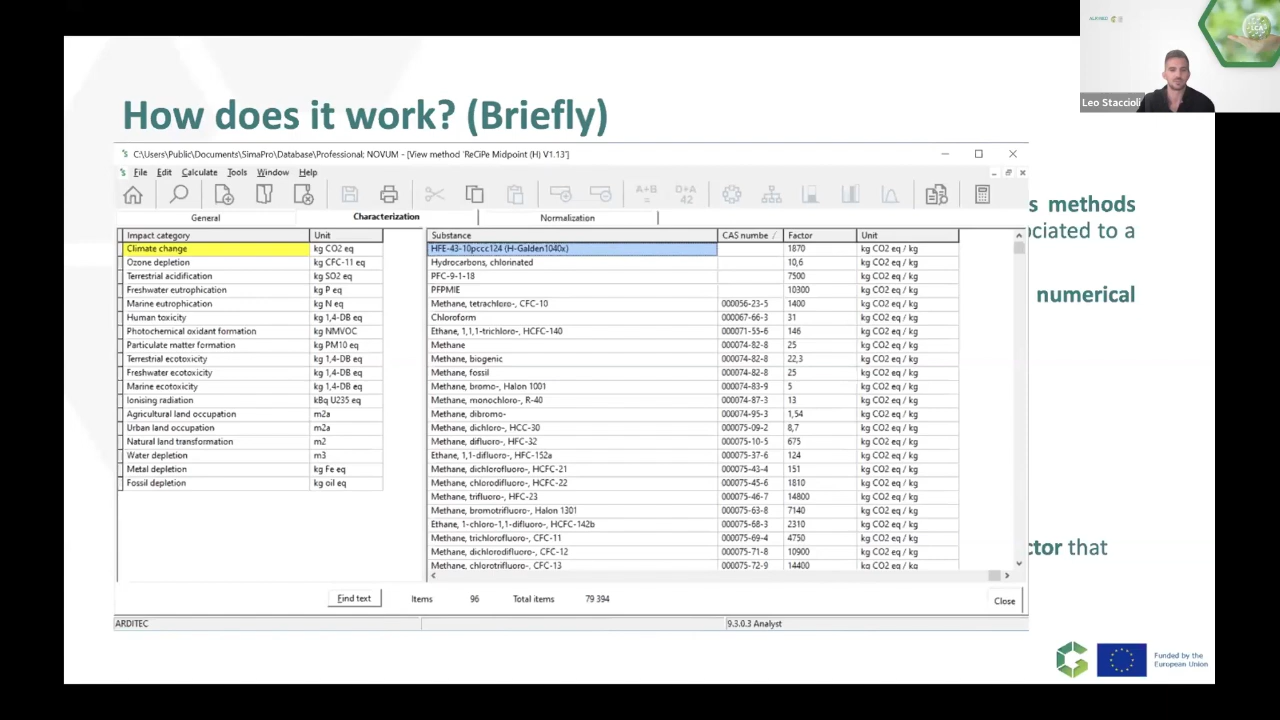 LCA
Leo Staccioli
How does it work? (Briefly)
C:\Users\Public\Documents\SimaPro\Database\Professional; NOVUM - [View method 'ReCiPe Midpoint (H) V1.13']
File Edit Calculate Tools Window Help
A+B = D+A 42
General Characterization Normalization
s methods
ociated to a
numerical
ctor that
Impact category Unit
Climate change kg CO2 eq
Ozone depletion kg CFC-11 eq
Terrestrial acidification kg SO2 eq
Freshwater eutrophication kg P eq
Marine eutrophication kg N eq
Human toxicity kg 1,4-DB eq
Photochemical oxidant formation kg NMVOC
Particulate matter formation kg PM10 eq
Terrestrial ecotoxicity kg 1,4-DB eq
Freshwater ecotoxicity kg 1,4-DB eq
Marine ecotoxicity kg 1,4-DB eq
Ionising radiation kBq U235 eq
Agricultural land occupation m2a
Urban land occupation m2a
Natural land transformation m2
Water depletion m3
Metal depletion kg Fe eq
Fossil depletion kg oil eq
Substance CAS numbe Factor Unit
HFE-43-10pccc124 (H-Galden1040x) 1870 kg CO2 eq / kg
Hydrocarbons, chlorinated 10,6 kg CO2 eq / kg
PFC-9-1-18 7500 kg CO2 eq / kg
PFPMIE 10300 kg CO2 eq / kg
Methane, tetrachloro-, CFC-10 000056-23-5 1400 kg CO2 eq / kg
Chloroform 000067-66-3 31 kg CO2 eq / kg
Ethane, 1,1,1-trichloro-, HCFC-140 000071-55-6 146 kg CO2 eq / kg
Methane 000074-82-8 25 kg CO2 eq / kg
Methane, biogenic 000074-82-8 22,3 kg CO2 eq / kg
Methane, fossil 000074-82-8 25 kg CO2 eq / kg
Methane, bromo-, Halon 1001 000074-83-9 5 kg CO2 eq / kg
Methane, monochloro-, R-40 000074-87-3 13 kg CO2 eq / kg
Methane, dibromo- 000074-95-3 1,54 kg CO2 eq / kg
Methane, dichloro-, HCC-30 000075-09-2 8,7 kg CO2 eq / kg
Methane, difluoro-, HFC-32 000075-10-5 675 kg CO2 eq / kg
Ethane, 1,1-difluoro-, HFC-152a 000075-37-6 124 kg CO2 eq / kg
Methane, dichlorofluoro-, HCFC-21 000075-43-4 151 kg CO2 eq / kg
Methane, chlorodifluoro-, HCFC-22 000075-45-6 1810 kg CO2 eq / kg
Methane, trifluoro-, HFC-23 000075-46-7 14800 kg CO2 eq / kg
Methane, bromotrifluoro-, Halon 1301 000075-63-8 7140 kg CO2 eq / kg
Ethane, 1-chloro-1,1-difluoro-, HCFC-142b 000075-68-3 2310 kg CO2 eq / kg
Methane, trichlorofluoro-, CFC-11 000075-69-4 4750 kg CO2 eq / kg
Methane, dichlorodifluoro-, CFC-12 000075-71-8 10900 kg CO2 eq / kg
Methane, chlorotrifluoro-, CFC-13 000075-72-9 14400 kg CO2 eq / kg
Find text Items 96 Total items 79 394 Close
ARDITEC 9.3.0.3 Analyst
Funded by the
European Union